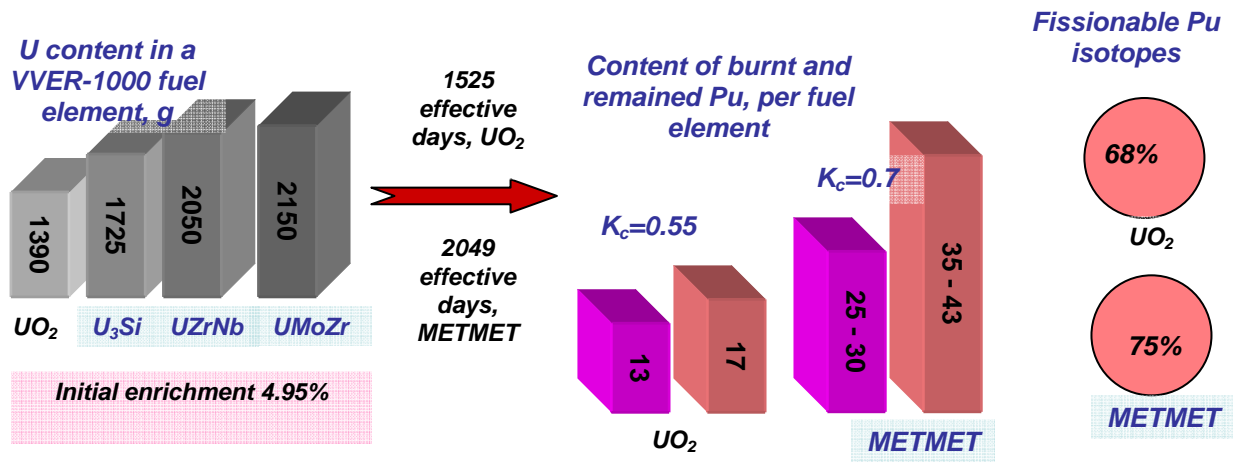 U content in a
VVER-1000 fuel
element, g
1390
1725
2050
2150
UO₂
U₃Si
UZrNb
UMoZr
Initial enrichment 4.95%
1525
effective
days, UO₂
2049
effective
days,
METMET
Content of burnt and
remained Pu, per fuel
element
K꜀=0.55
K꜀=0.7
13
17
25 - 30
35 - 43
UO₂
METMET
Fissionable Pu
isotopes
68%
UO₂
75%
METMET